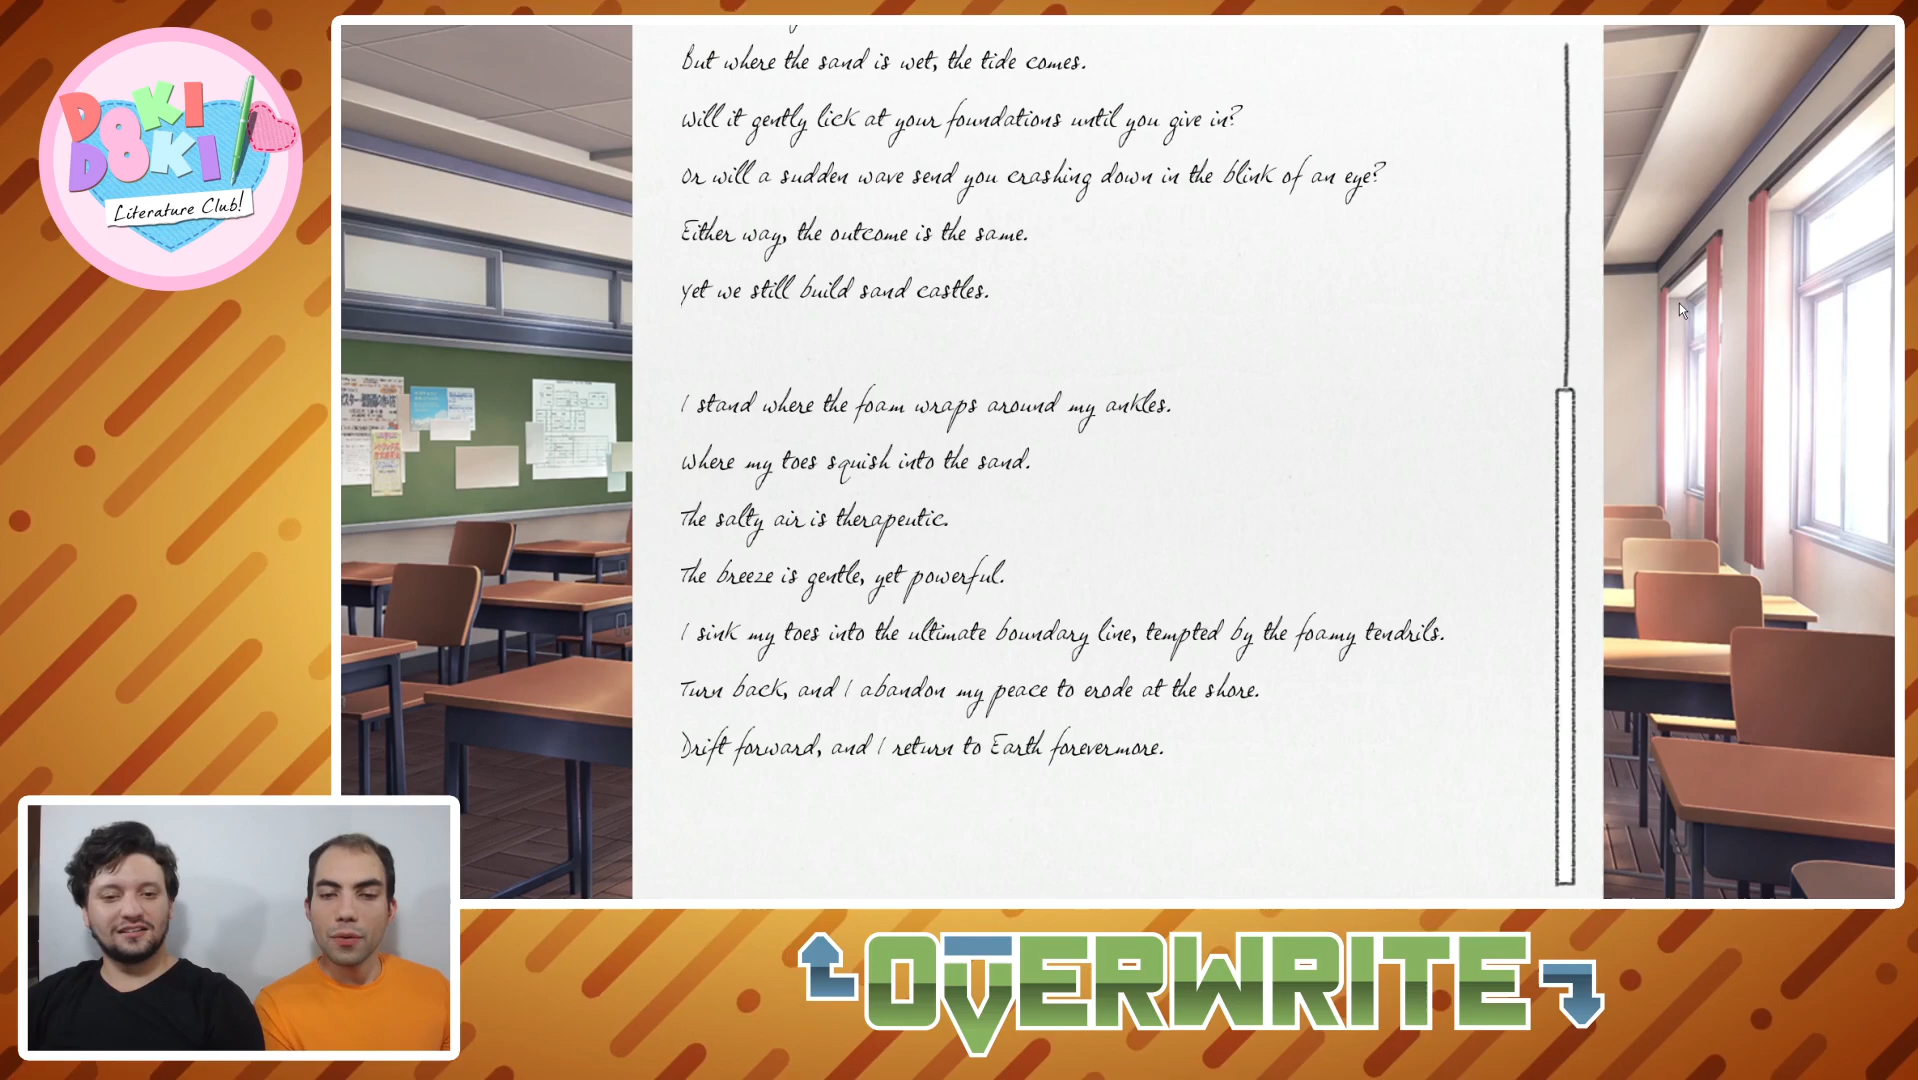 DOKI
DOKI
Literature Club!
But where the sand is wet, the tide comes.
Will it gently lick at your foundations until you give in?
Or will a sudden wave send you crashing down in the blink of an eye?
Either way, the outcome is the same.
Yet we still build sand castles.
I stand where the foam wraps around my ankles.
Where my toes squish into the sand.
The salty air is therapeutic.
The breeze is gentle, yet powerful.
I sink my toes into the ultimate boundary line, tempted by the foamy tendrils.
Turn back, and I abandon my peace to erode at the shore.
Drift forward, and I return to Earth forevermore.
OVERWRITE